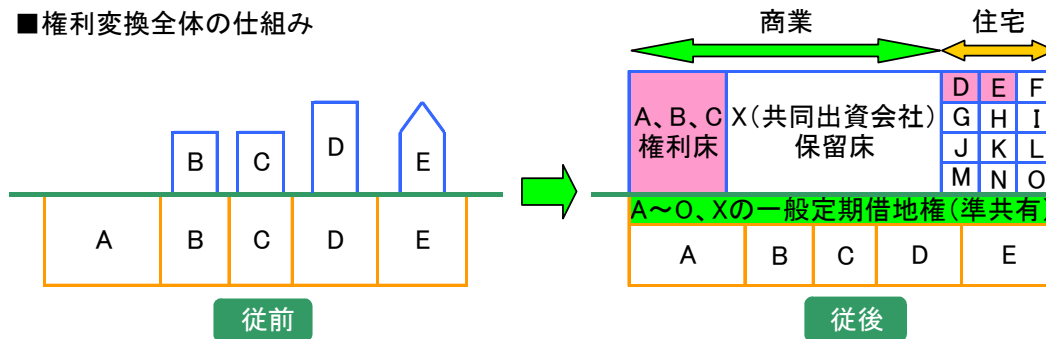 ■権利変換全体の仕組み
商業
住宅
B
C
D
E
A
B
C
D
E
従前
A、B、C
権利床
X(共同出資会社)
保留床
D E F
G H I
J K L
M N O
A～O、Xの一般定期借地権(準共有)
A
B
C
D
E
従後